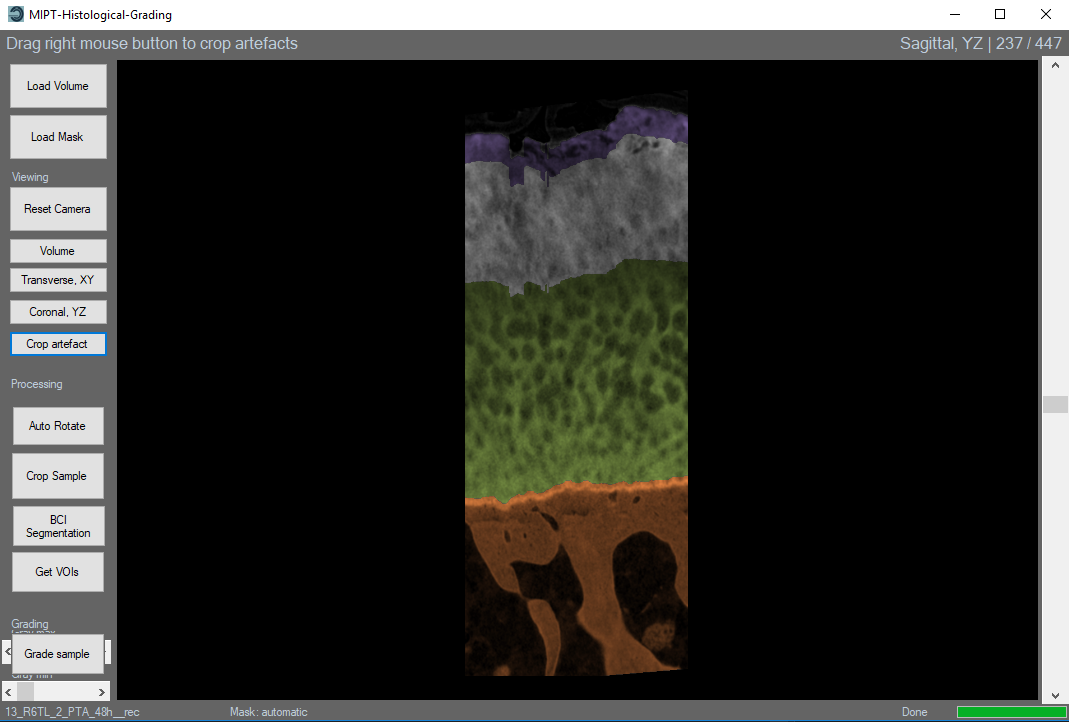 MIPT-Histological-Grading
Drag right mouse button to crop artefacts
Sagittal, YZ | 237 / 447
Load Volume
Load Mask
Viewing
Reset Camera
Volume
Transverse, XY
Coronal, YZ
Crop artefact
Processing
Auto Rotate
Crop Sample
BCI
Segmentation
Get VOIs
Grading
Gray max
Grade sample
Gray min
13_R6TL_2_PTA_48h__rec
Mask: automatic
Done